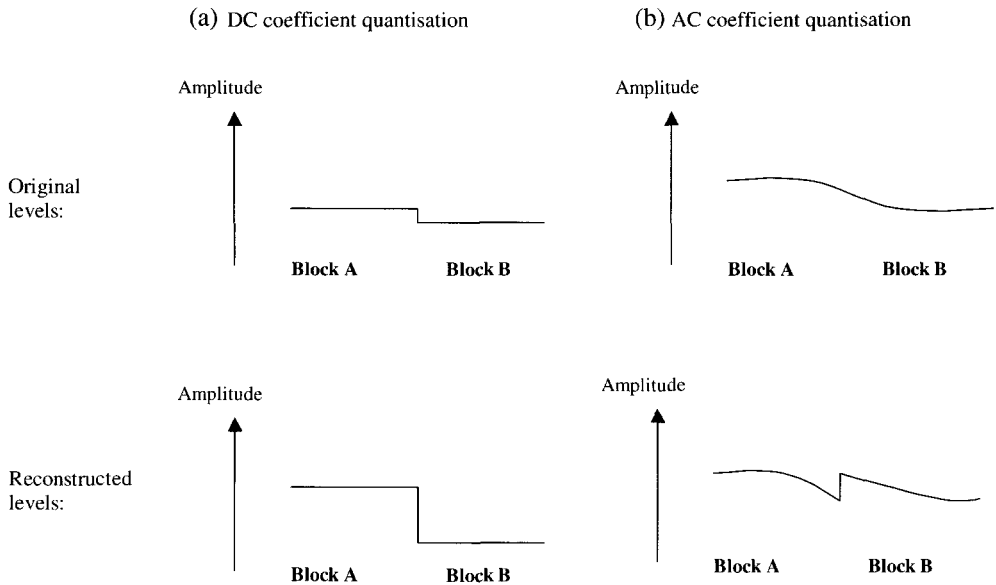 (a) DC coefficient quantisation
(b) AC coefficient quantisation
Amplitude
Amplitude
Original
levels:
Block A
Block B
Block A
Block B
Amplitude
Amplitude
Reconstructed
levels:
Block A
Block B
Block A
Block B